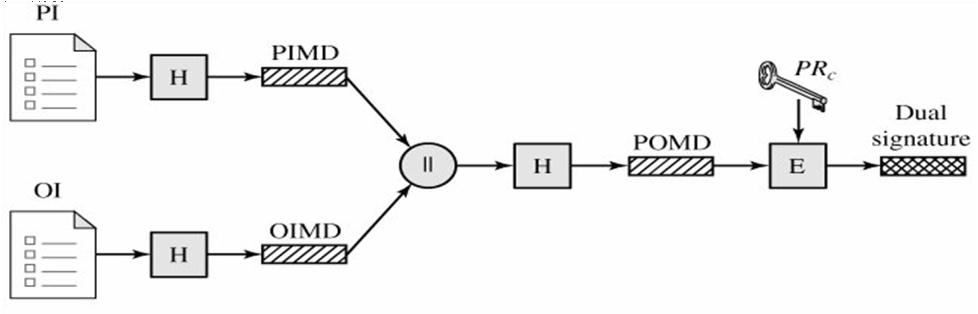 PI
H
PIMD
PRc
Dual
signature
||
H
POMD
E
OI
H
OIMD